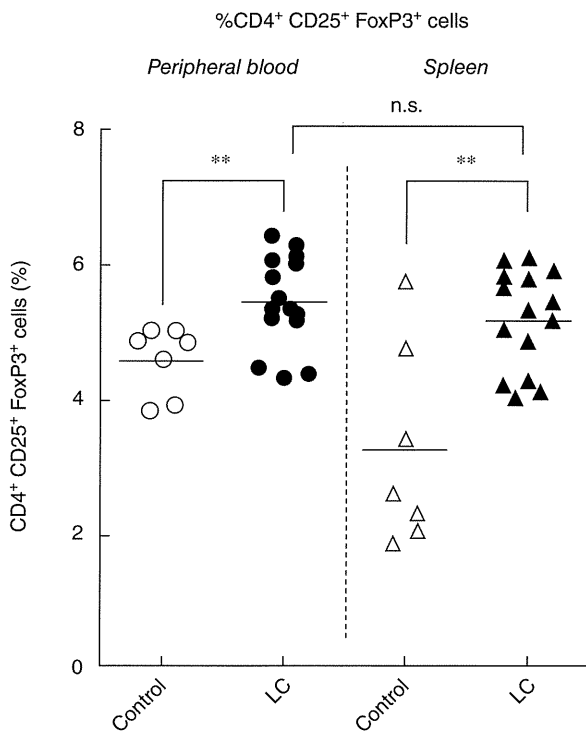 %CD4⁺ CD25⁺ FoxP3⁺ cells
Peripheral blood
Spleen
n.s.
**
**
8
6
4
2
0
CD4⁺ CD25⁺ FoxP3⁺ cells (%)
Control
LC
Control
LC